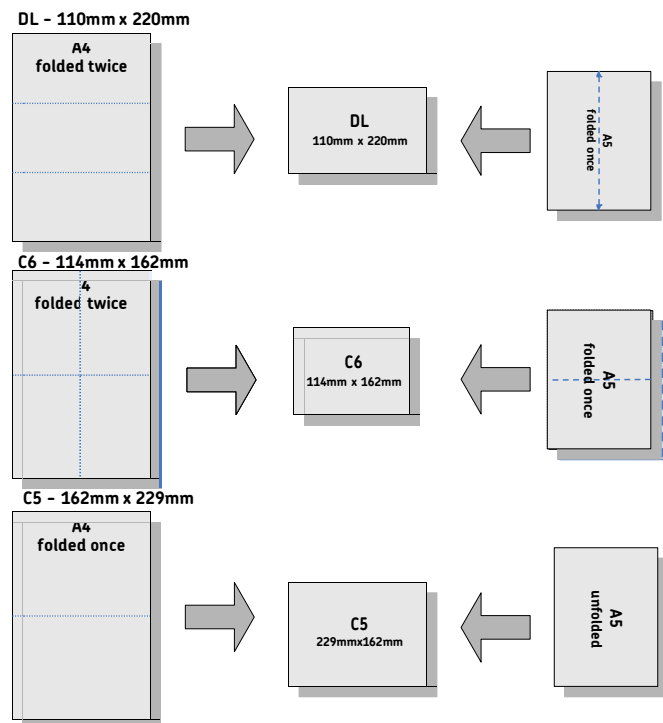 DL – 110mm x 220mm
A4
folded twice
DL
110mm x 220mm
A5
folded once
C6 – 114mm x 162mm
4
folded twice
C6
114mm x 162mm
A5
folded once
C5 – 162mm x 229mm
A4
folded once
C5
229mmx162mm
A5
unfolded